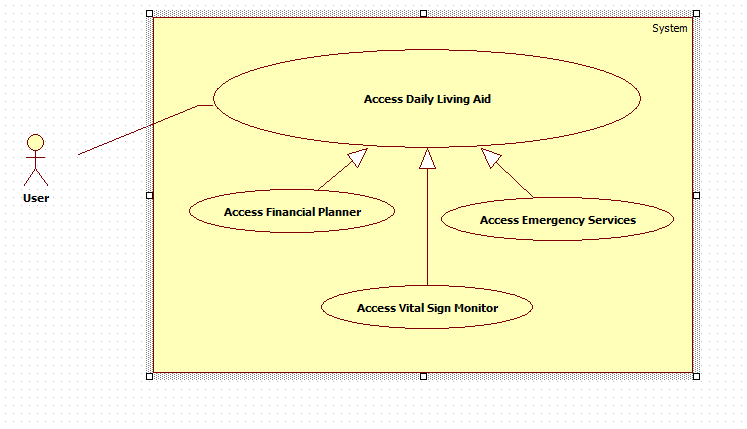 System
Access Daily Living Aid
User
Access Financial Planner
Access Emergency Services
Access Vital Sign Monitor